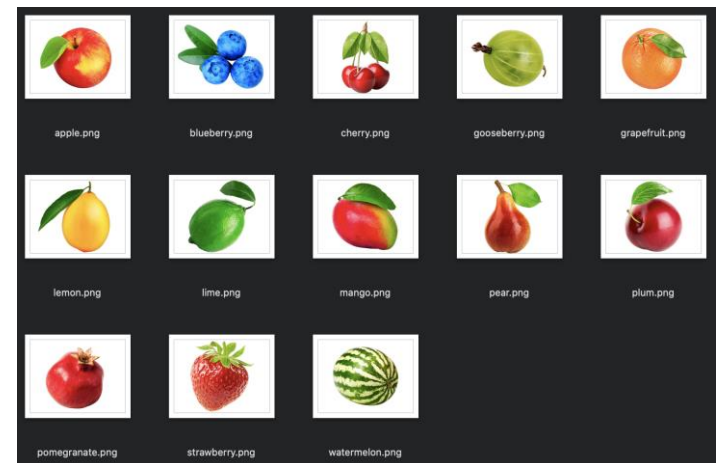 apple.png
blueberry.png
cherry.png
gooseberry.png
grapefruit.png
lemon.png
lime.png
mango.png
pear.png
plum.png
pomegranate.png
strawberry.png
watermelon.png